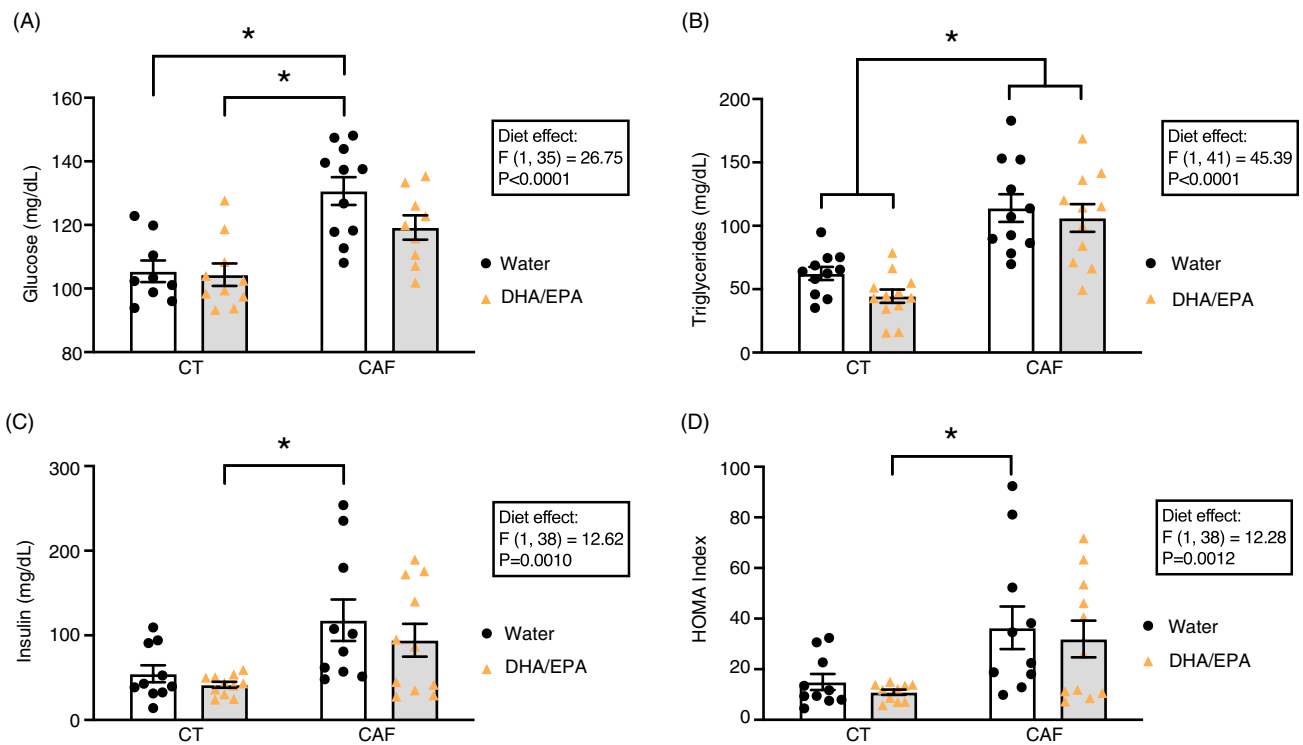 (A)
*
*
Glucose (mg/dL)
160
140
120
100
80
CT
CAF
Diet effect:
F (1, 35) = 26.75
P<0.0001
Water
DHA/EPA
(B)
*
Triglycerides (mg/dL)
200
150
100
50
0
CT
CAF
Diet effect:
F (1, 41) = 45.39
P<0.0001
Water
DHA/EPA
(C)
*
Insulin (mg/dL)
300
200
100
0
CT
CAF
Diet effect:
F (1, 38) = 12.62
P=0.0010
Water
DHA/EPA
(D)
*
HOMA Index
100
80
60
40
20
0
CT
CAF
Diet effect:
F (1, 38) = 12.28
P=0.0012
Water
DHA/EPA